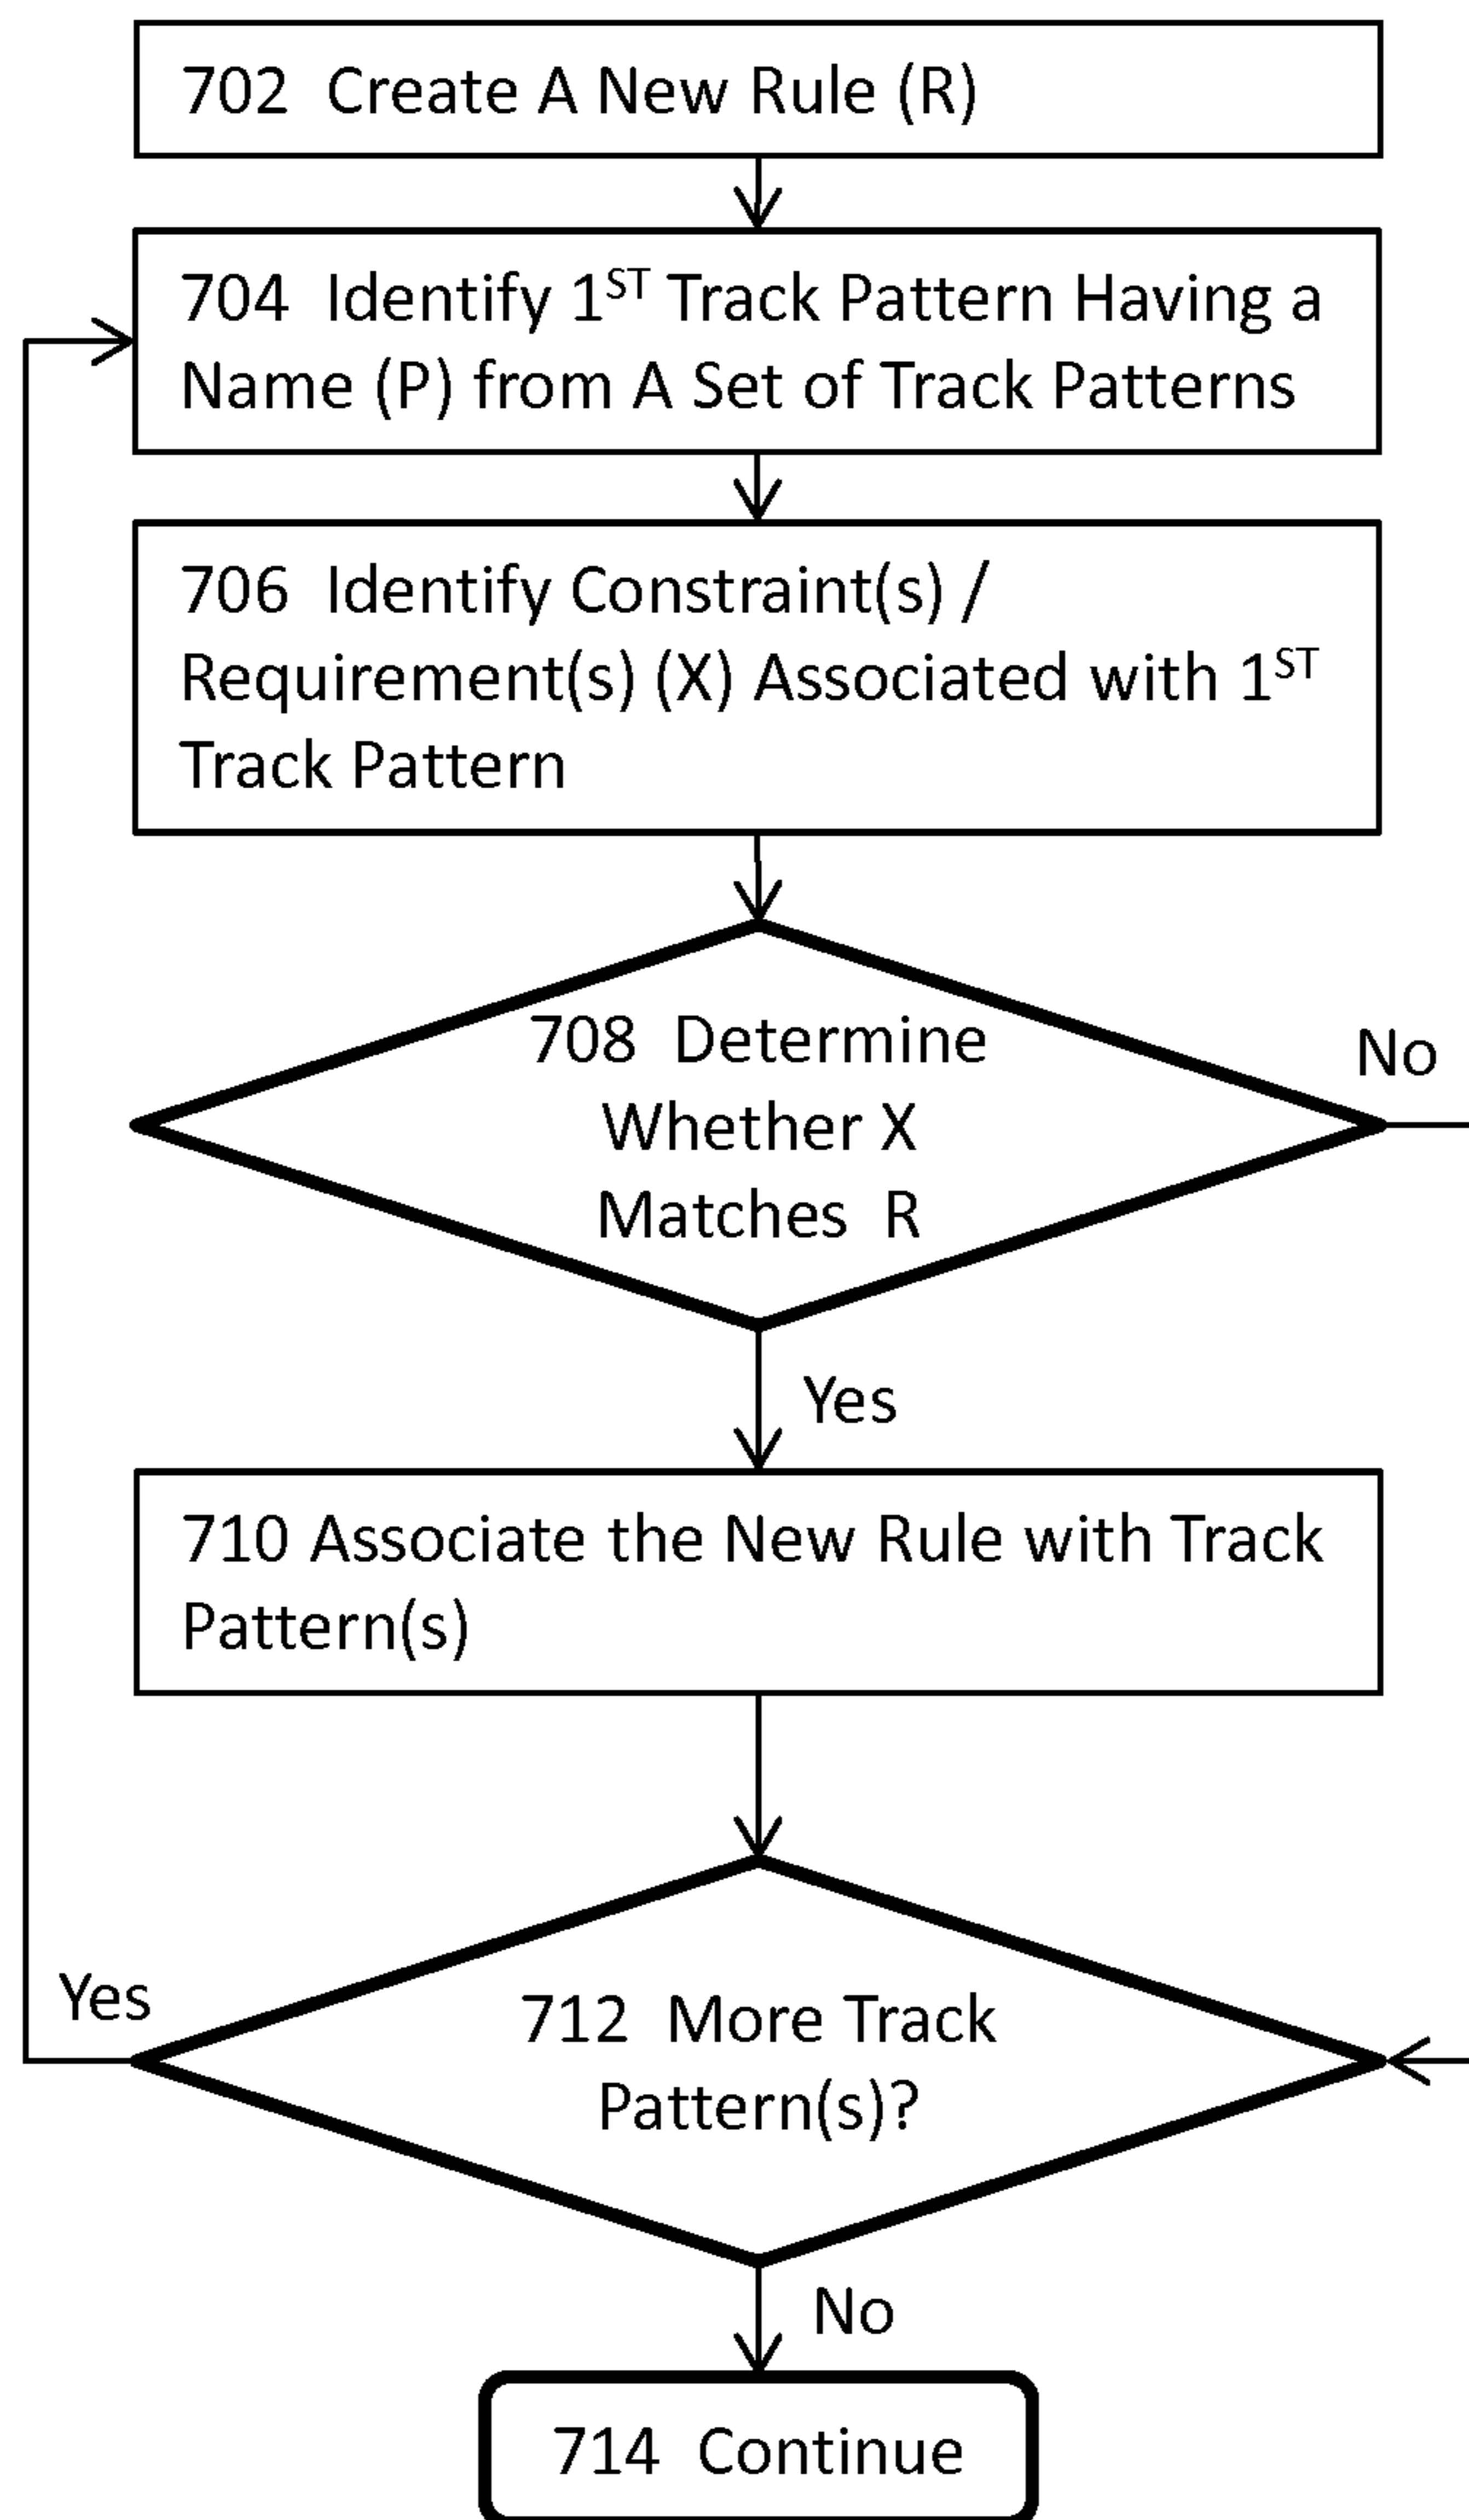 702 Create A New Rule (R)
704 Identify 1ST Track Pattern Having a
Name (P) from A Set of Track Patterns
706 Identify Constraint(s) /
Requirement(s) (X) Associated with 1ST
Track Pattern
708 Determine
Whether X
Matches R
No
Yes
710 Associate the New Rule with Track
Pattern(s)
Yes
712 More Track
Pattern(s)?
No
714 Continue